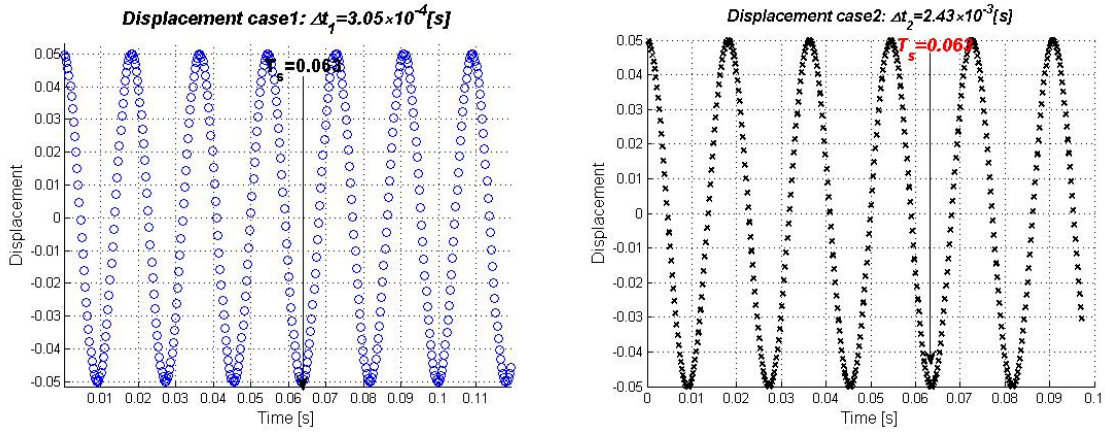 Displacement case1: Δt₁=3.05×10⁻⁴[s]
0.05
0.04
0.03
0.02
0.01
0
-0.01
-0.02
-0.03
-0.04
-0.05
Displacement
Tₛ=0.063
0.01 0.02 0.03 0.04 0.05 0.06 0.07 0.08 0.09 0.10 0.11
Time [s]
Displacement case2: Δt₂=2.43×10⁻³[s]
0.05
0.04
0.03
0.02
0.01
0
-0.01
-0.02
-0.03
-0.04
-0.05
Displacement
Tₛ=0.063
0 0.01 0.02 0.03 0.04 0.05 0.06 0.07 0.08 0.09 0.1
Time [s]